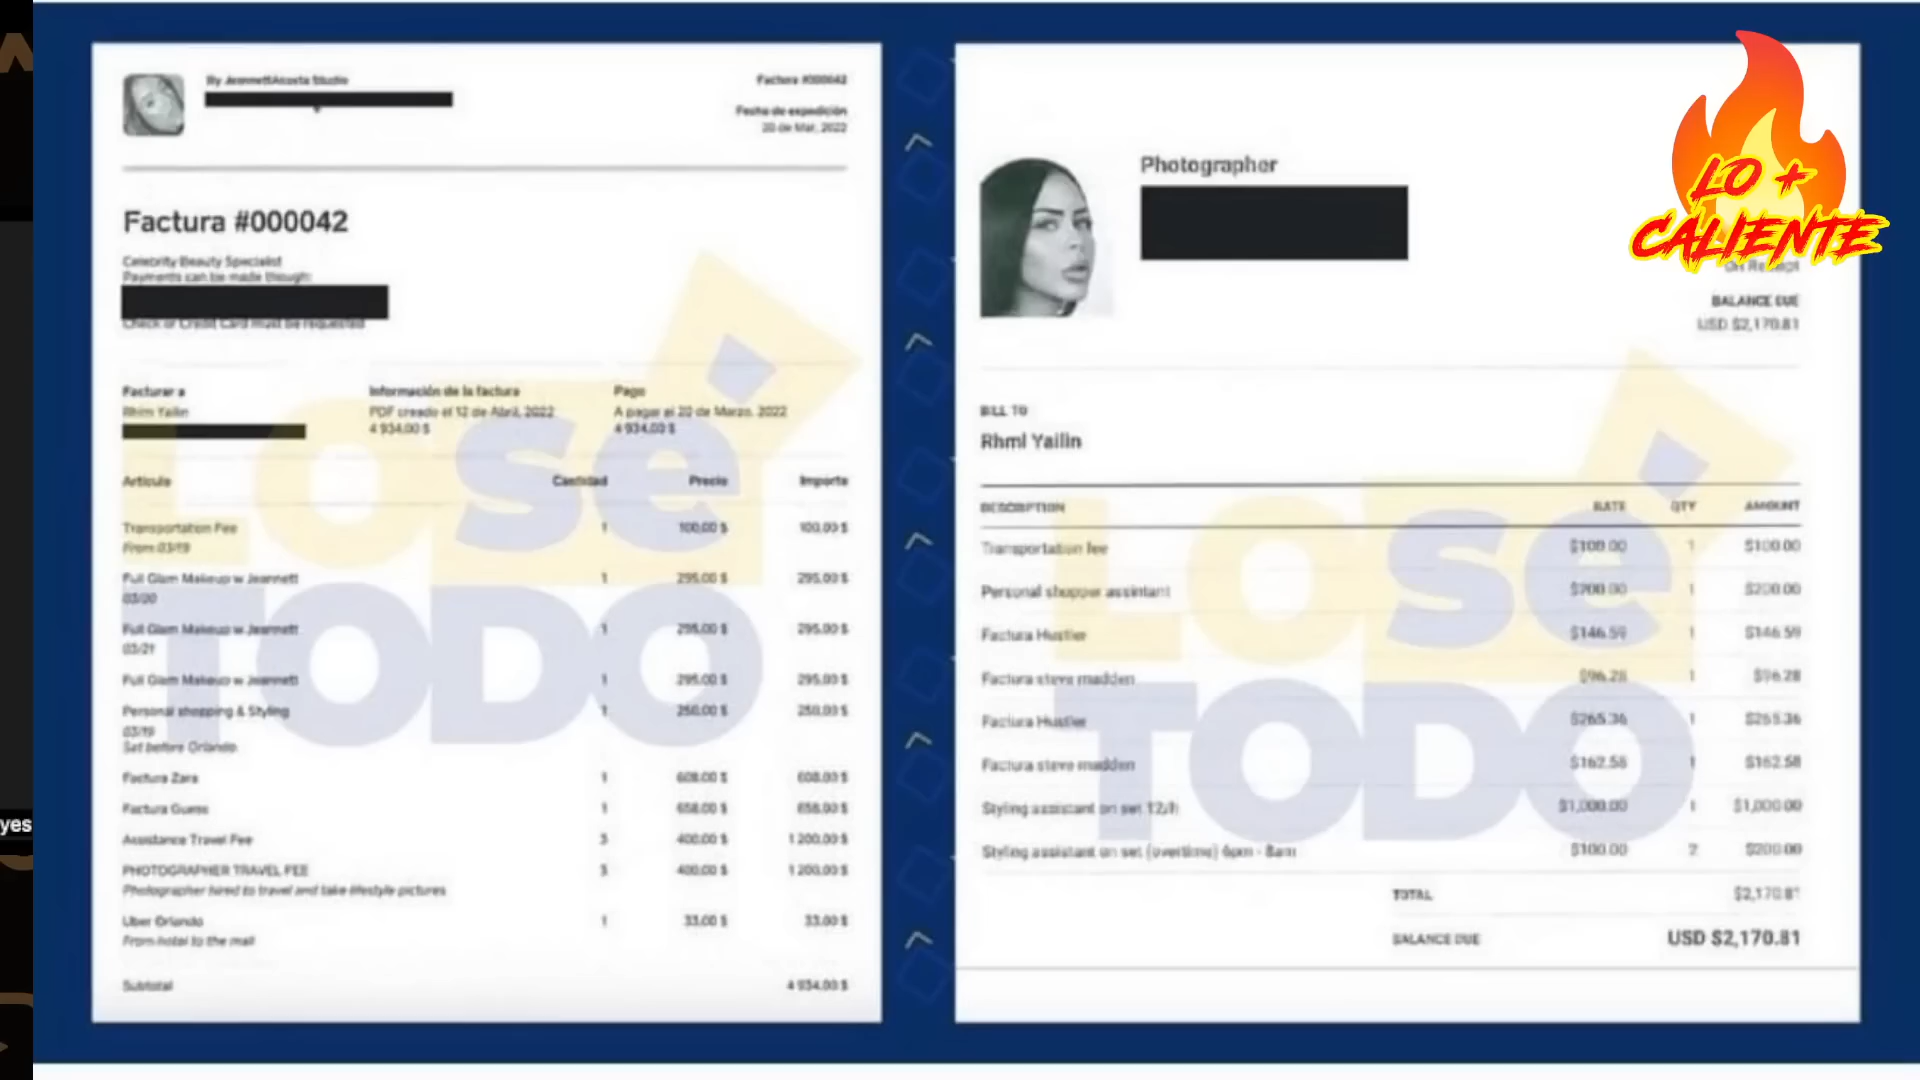 By JeannettAcosta Studio
Factura #000042
Fecha de expedición
20 de Mar, 2022
Factura #000042
Celebrity Beauty Specialist
Payments can be made though:
Check or Credit Card must be requested
Facturar a
Información de la factura
Pago
Rhim Yailin
PDF creado el 12 de Abril, 2022
A pagar el 20 de Marzo, 2022
4 934,00 $
4 934,00 $
Artículo Cantidad Precio Importe
Transportation Fee 1 100,00 $ 100,00 $
From 03/19
Full Glam Makeup w Jeannett 1 295,00 $ 295,00 $
03/20
Full Glam Makeup w Jeannett 1 295,00 $ 295,00 $
03/21
Full Glam Makeup w Jeannett 1 295,00 $ 295,00 $
Personal shopping & Styling 1 250,00 $ 250,00 $
03/19
Set before Orlando
Factura Zara 1 608,00 $ 608,00 $
Factura Guess 1 658,00 $ 658,00 $
Assistance Travel Fee 3 400,00 $ 1 200,00 $
PHOTOGRAPHER TRAVEL FEE 3 400,00 $ 1 200,00 $
Photographer hired to travel and take lifestyle pictures
Uber Orlando 1 33,00 $ 33,00 $
From hotel to the mall
Subtotal 4 934,00 $
LO se
TODO
Photographer
LO +
CALIENTE
On Receipt
BALANCE DUE
USD $2,170.81
BILL TO
Rhml Yailin
DESCRIPTION RATE QTY AMOUNT
Transportation fee $100.00 1 $100.00
Personal shopper assintant $200.00 1 $200.00
Factura Hustler $146.59 1 $146.59
Factura steve madden $96.28 1 $96.28
Factura Hustler $265.36 1 $265.36
Factura steve madden $162.58 1 $162.58
Styling assistant on set 12/h $1,000.00 1 $1,000.00
Styling assistant on set (overtime) 6pm - 8am $100.00 2 $200.00
TOTAL $2,170.81
BALANCE DUE USD $2,170.81
LO se
TODO
yes